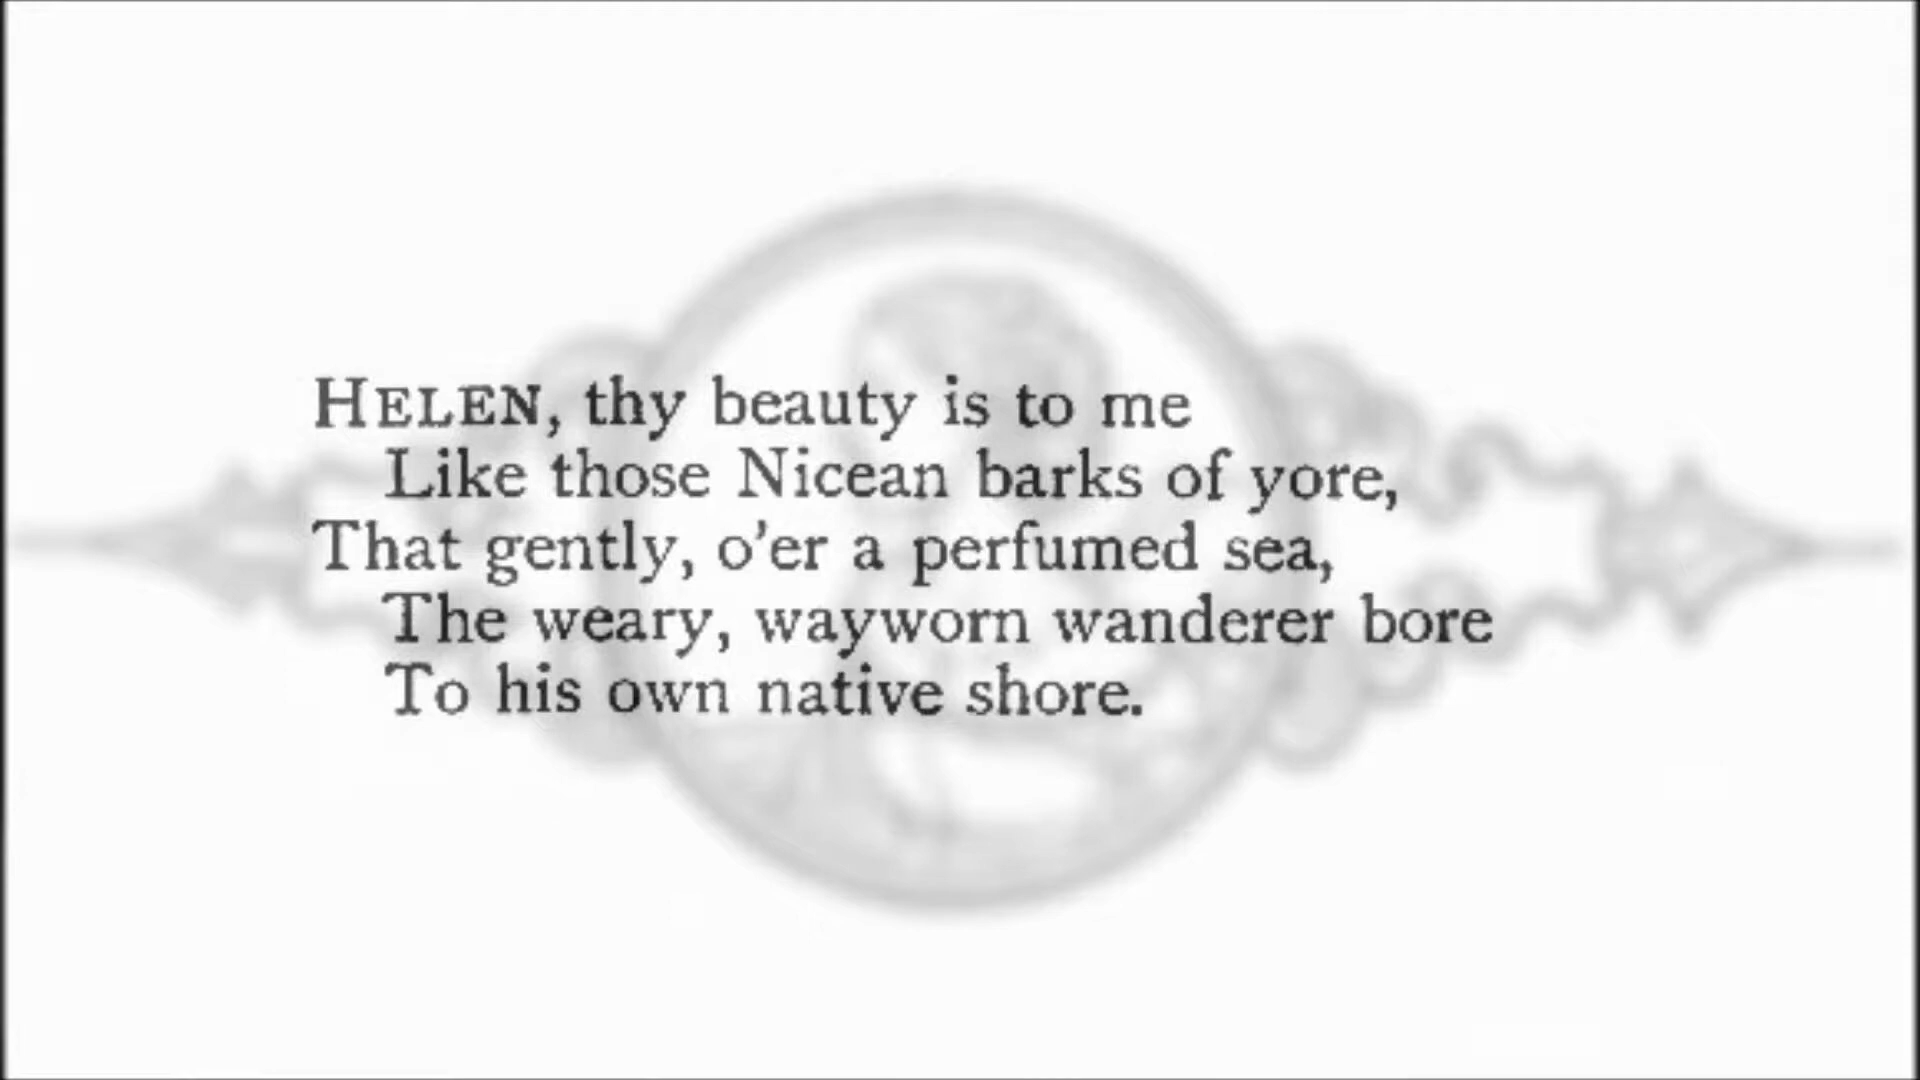 HELEN, thy beauty is to me
Like those Nicean barks of yore,
That gently, o'er a perfumed sea,
The weary, wayworn wanderer bore
To his own native shore.